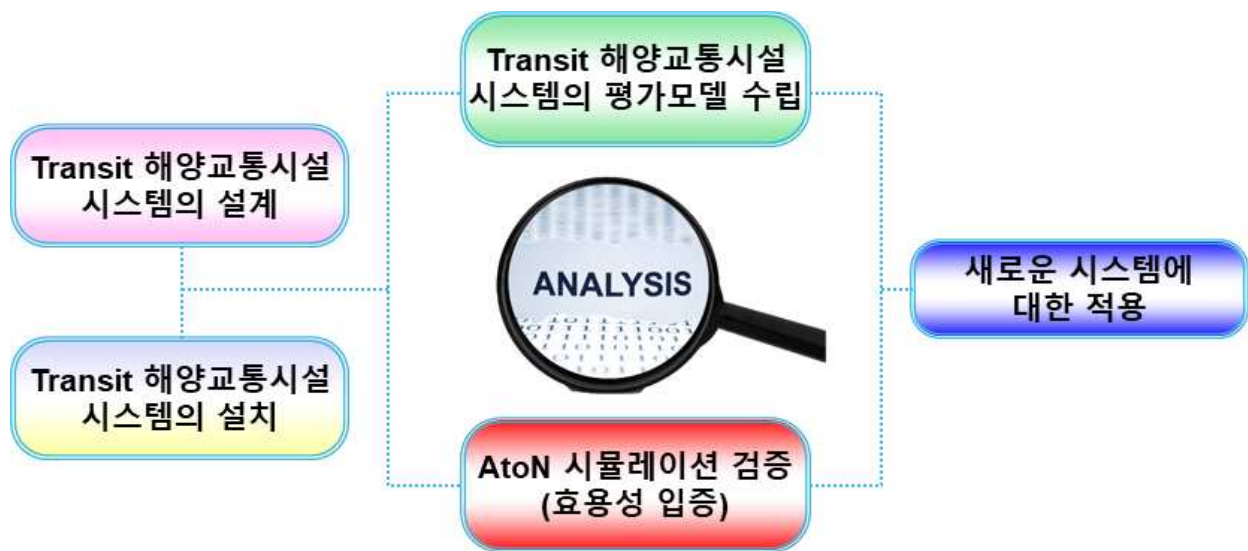 Transit 해양교통시설
시스템의 설계
Transit 해양교통시설
시스템의 설치
Transit 해양교통시설
시스템의 평가모델 수립
ANALYSIS
AtoN 시뮬레이션 검증
(효용성 입증)
새로운 시스템에
대한 적용